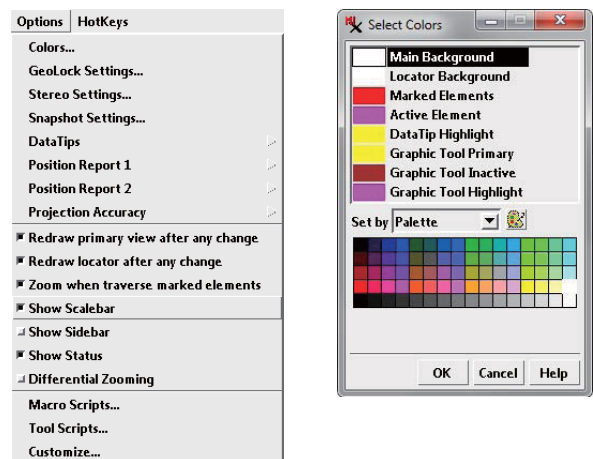 Options HotKeys
Colors...
GeoLock Settings...
Stereo Settings...
Snapshot Settings...
DataTips
Position Report 1
Position Report 2
Projection Accuracy
Redraw primary view after any change
Redraw locator after any change
Zoom when traverse marked elements
Show Scalebar
Show Sidebar
Show Status
Differential Zooming
Macro Scripts...
Tool Scripts...
Customize...
Select Colors
Main Background
Locator Background
Marked Elements
Active Element
DataTip Highlight
Graphic Tool Primary
Graphic Tool Inactive
Graphic Tool Highlight
Set by Palette
OK Cancel Help